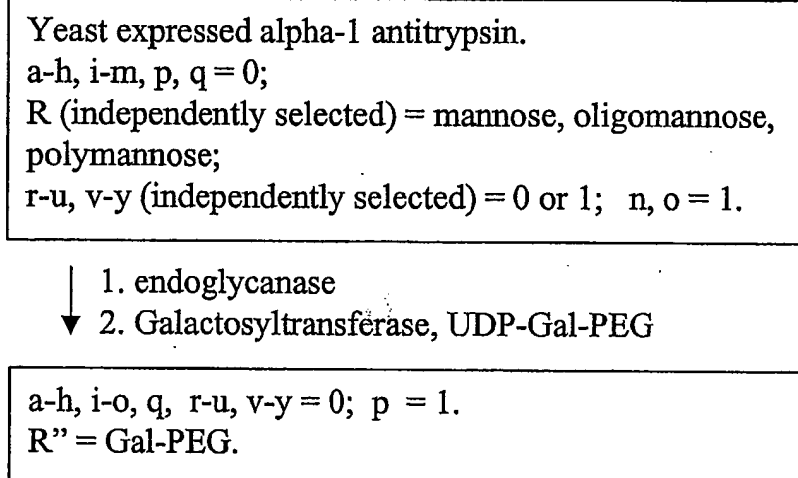 Yeast expressed alpha-1 antitrypsin.
a-h, i-m, p, q = 0;
R (independently selected) = mannose, oligomannose,
polymannose;
r-u, v-y (independently selected) = 0 or 1; n, o = 1.
1. endoglycanase
2. Galactosyltransferase, UDP-Gal-PEG
a-h, i-o, q, r-u, v-y = 0; p = 1.
R” = Gal-PEG.